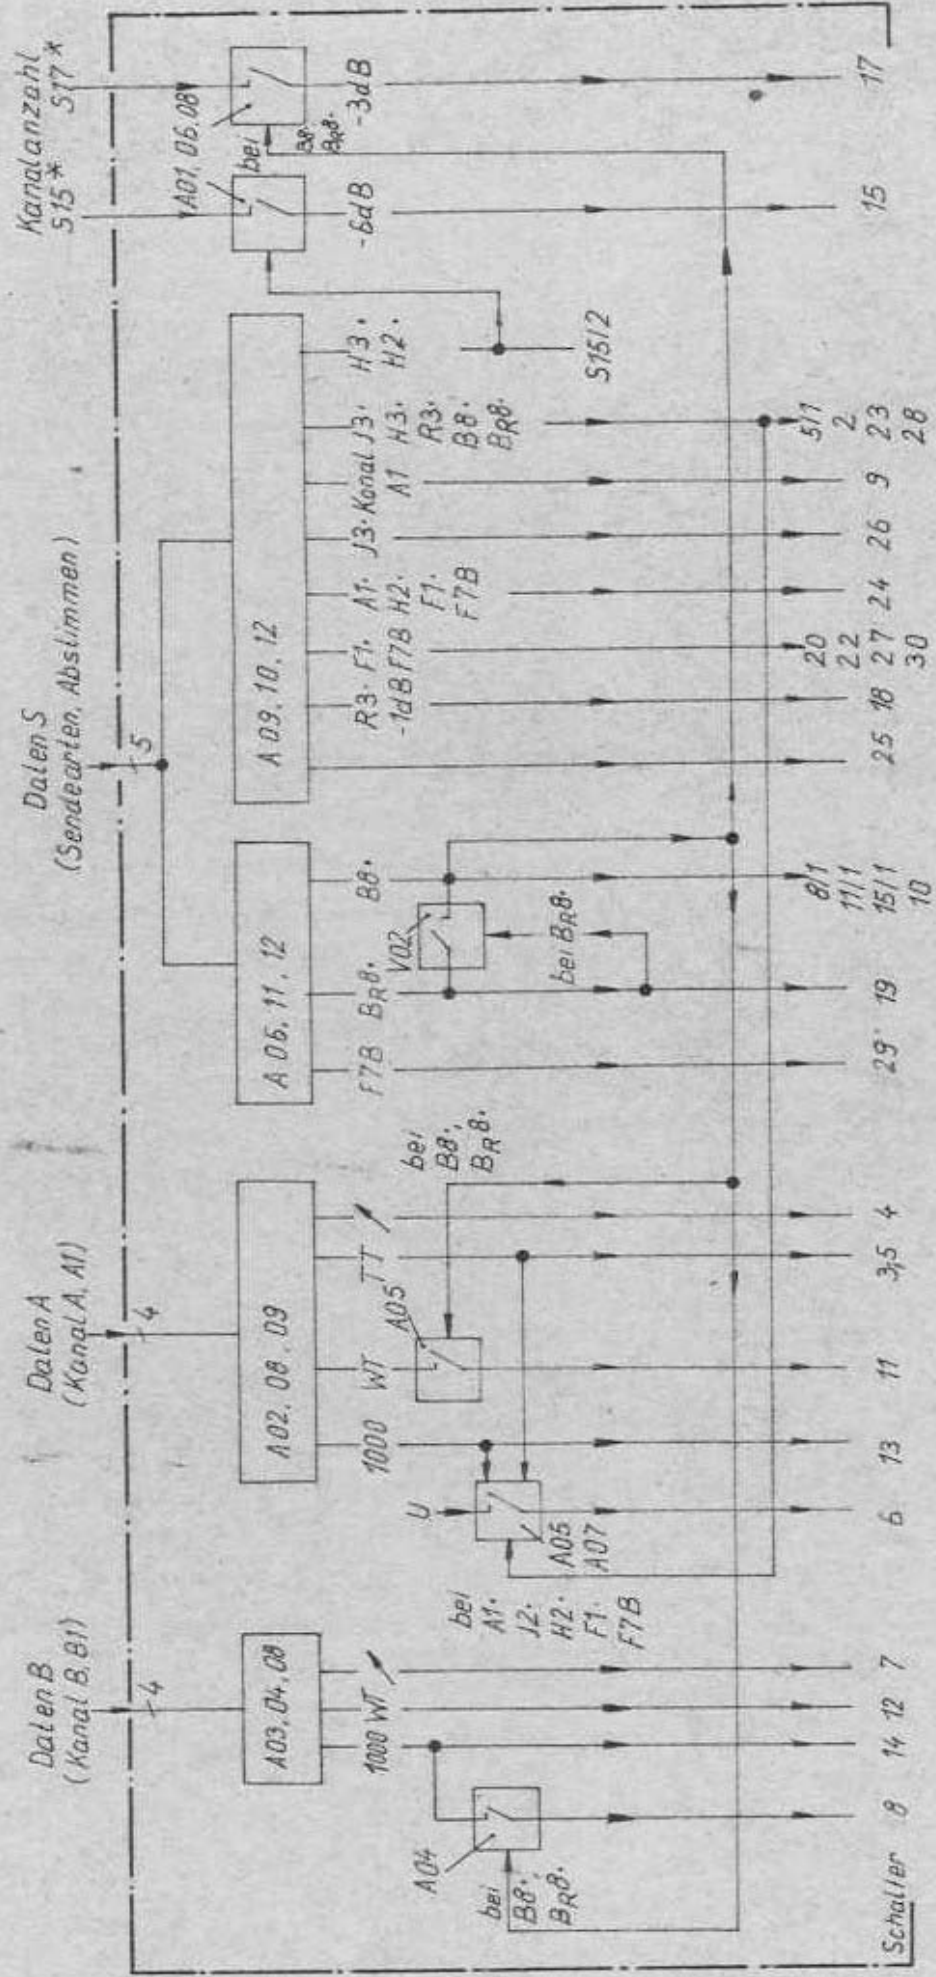 Daten B
(Kanal B, B1)
Daten A
(Kanal A, A1)
Daten S
(Sendearten, Abstimmen)
Kanalanzahl
S15*
S17*
4
4
5
A03, 04, 08
A02, 08, 09
A 06, 11, 12
A 09, 10, 12
A01, 06, 08
1000 WT
1000
WT
TT
F7B
BR8.
B8.
R3.
-1dB
F1.
F7B
A1.
H2.
F1.
F7B
J3.
Kanal
A1
J3.
H3.
R3.
B8.
BR8.
H3.
H2.
-6dB
-3dB
bei
B8.
BR8.
A04
bei
B8.,
BR8.
U
A05
A07
bei
A1.
J2.
H2.
F1.
F7B
A05
bei
B8.,
BR8.
V02
bei BR8.
S15/2
Schalter
8
14
12
7
6
13
11
3,5
4
29
19
8/1
11/1
15/1
10
25
18
20
22
27
30
24
26
9
5/1
2
23
28
15
17